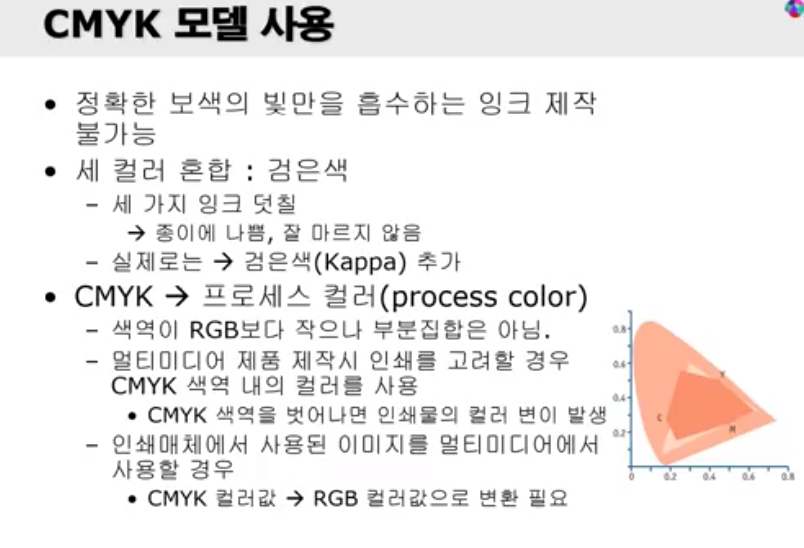 CMYK 모델 사용
• 정확한 보색의 빛만을 흡수하는 잉크 제작
불가능
• 세 컬러 혼합 : 검은색
– 세 가지 잉크 덧칠
→ 종이에 나쁨, 잘 마르지 않음
– 실제로는 → 검은색(Kappa) 추가
• CMYK → 프로세스 컬러(process color)
– 색역이 RGB보다 작으나 부분집합은 아님.
– 멀티미디어 제품 제작시 인쇄를 고려할 경우
CMYK 색역 내의 컬러를 사용
• CMYK 색역을 벗어나면 인쇄물의 컬러 변이 발생
– 인쇄매체에서 사용된 이미지를 멀티미디어에서
사용할 경우
• CMYK 컬러값 → RGB 컬러값으로 변환 필요
0.8
0.6
Y
0.4
C
M
0.2
0 0.2 0.4 0.6 0.8